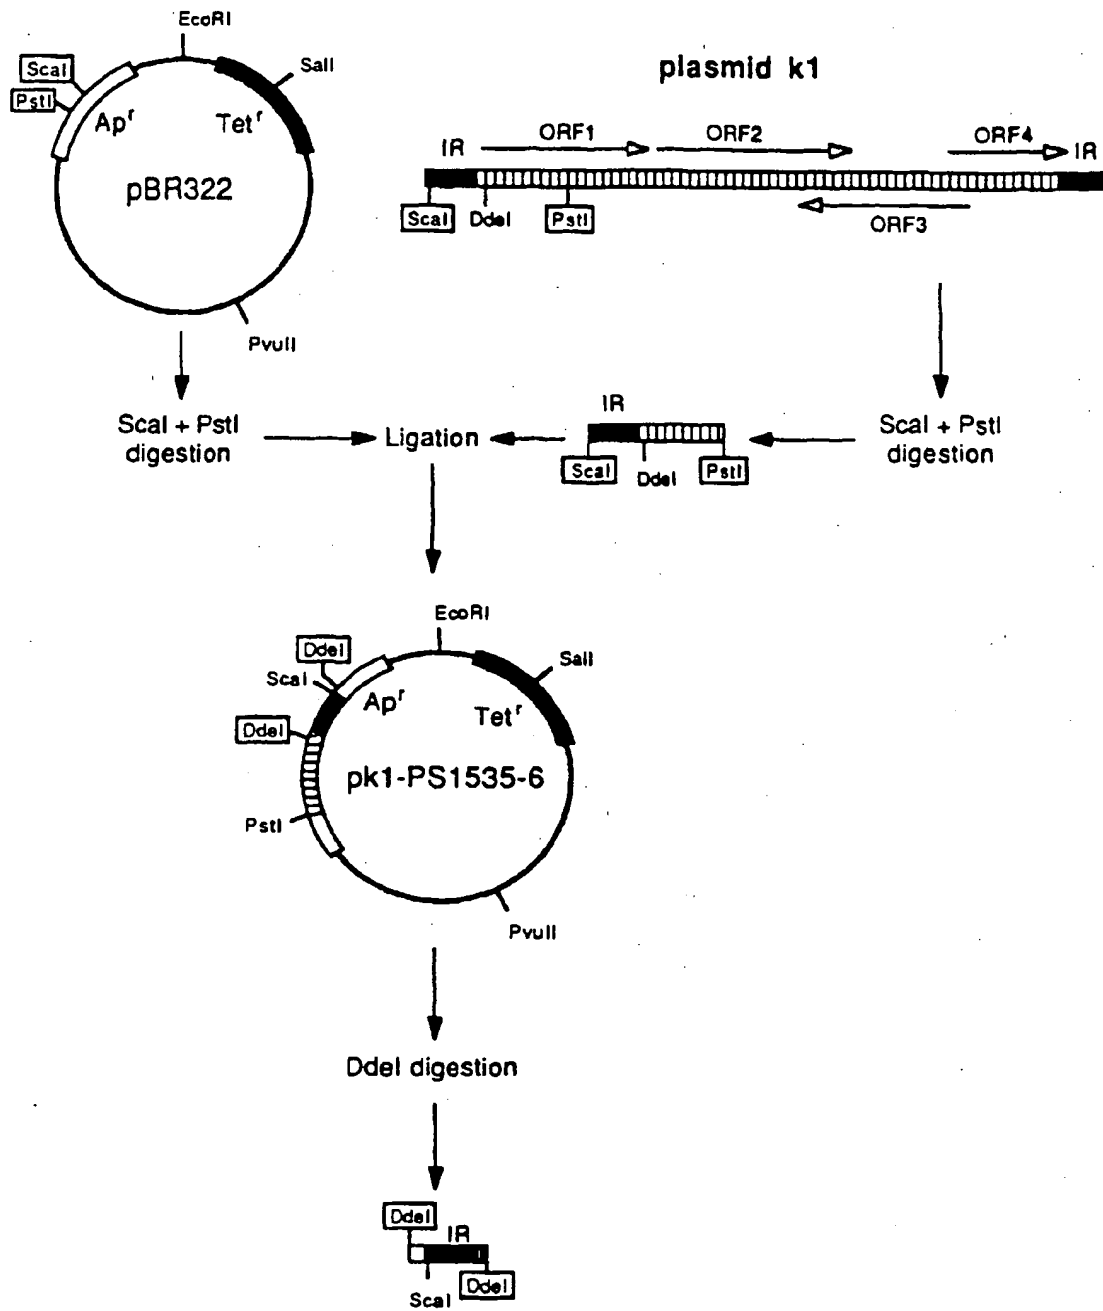 EcoRI
ScaI
PstI
SalI
Apʳ
Tetʳ
pBR322
PvuII
plasmid k1
IR
ORF1
ORF2
ORF4
IR
ScaI
DdeI
PstI
ORF3
ScaI + PstI
digestion
Ligation
IR
ScaI
DdeI
PstI
ScaI + PstI
digestion
EcoRI
DdeI
ScaI
SalI
Apʳ
Tetʳ
DdeI
pk1-PS1535-6
PstI
PvuII
DdeI digestion
DdeI
IR
ScaI
DdeI